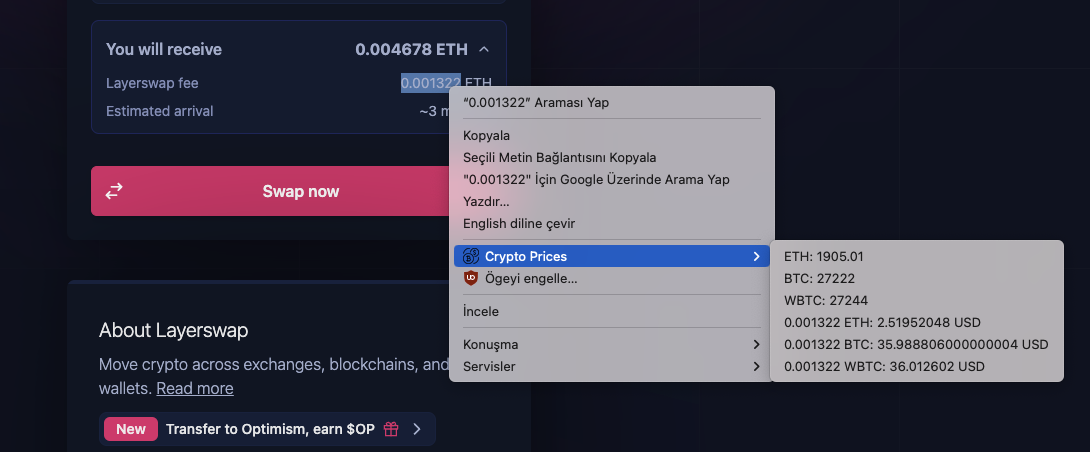 You will receive 0.004678 ETH
Layerswap fee 0.001322 ETH
Estimated arrival ~3 m
Swap now
About Layerswap
Move crypto across exchanges, blockchains, and
wallets. Read more
New Transfer to Optimism, earn $OP
“0.001322” Araması Yap
Kopyala
Seçili Metin Bağlantısını Kopyala
"0.001322" İçin Google Üzerinde Arama Yap
Yazdır...
English diline çevir
Crypto Prices
Ögeyi engelle...
İncele
Konuşma
Servisler
ETH: 1905.01
BTC: 27222
WBTC: 27244
0.001322 ETH: 2.51952048 USD
0.001322 BTC: 35.988806000000004 USD
0.001322 WBTC: 36.012602 USD